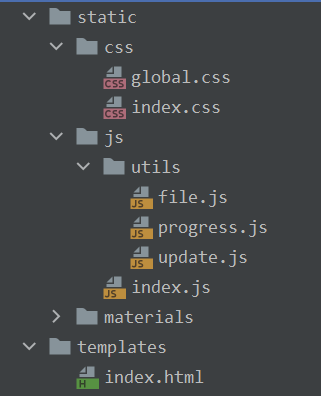 static
css
CSS global.css
CSS index.css
js
utils
JS file.js
JS progress.js
JS update.js
JS index.js
materials
templates
H index.html